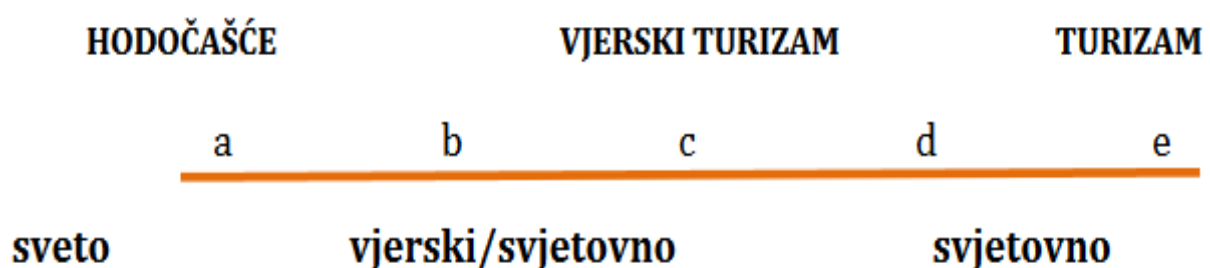 HODOČAŠĆE VJERSKI TURIZAM TURIZAM
a b c d e
sveto vjerski/svjetovno svjetovno